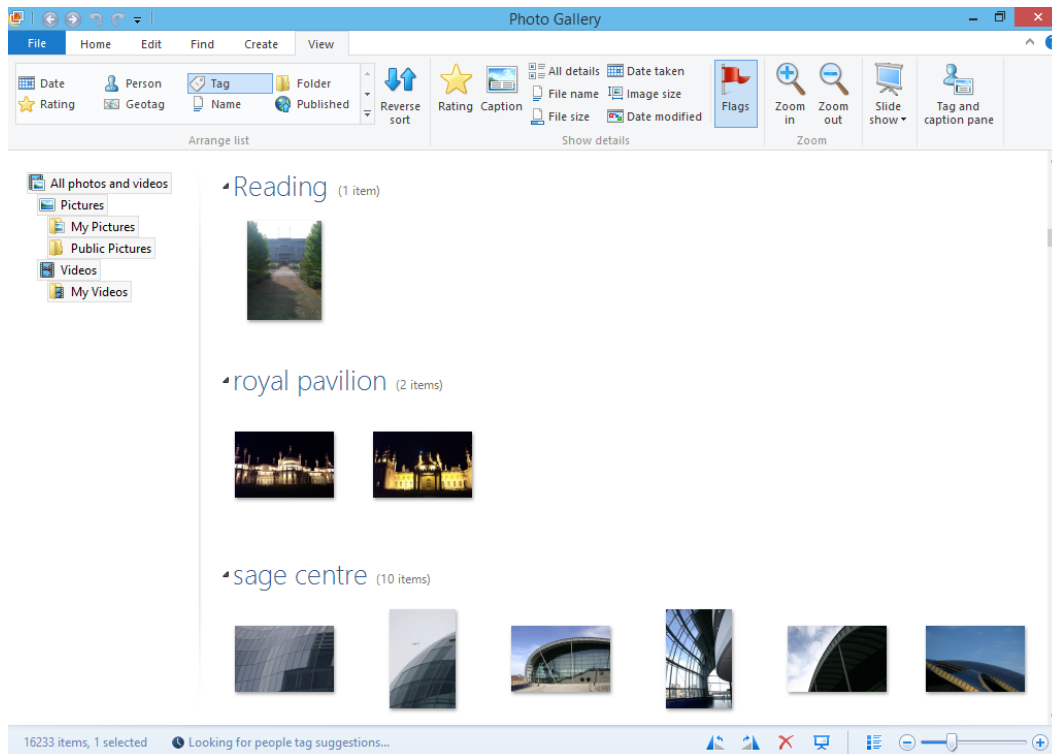 Photo Gallery
File Home Edit Find Create View
Date Person Tag Folder
Rating Geotag Name Published
Reverse sort
Rating Caption
All details Date taken
File name Image size
File size Date modified
Flags
Zoom in
Zoom out
Slide show
Tag and caption pane
Arrange list Show details Zoom
All photos and videos
Pictures
My Pictures
Public Pictures
Videos
My Videos
Reading (1 item)
royal pavilion (2 items)
sage centre (10 items)
16233 items, 1 selected Looking for people tag suggestions...